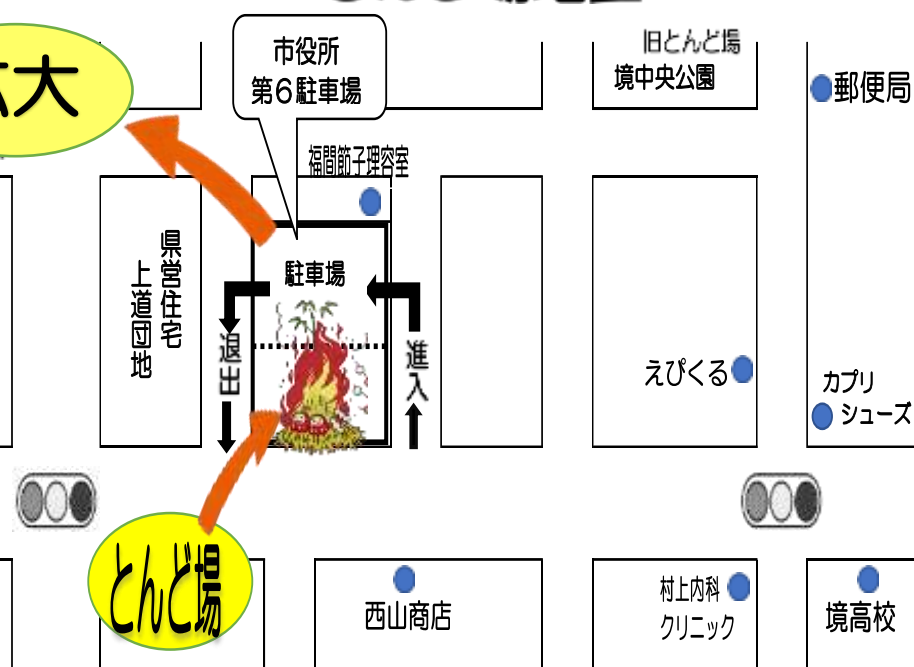 市役所
第6駐車場
旧とんど場
境中央公園
郵便局
大
福間節子理容室
県営住宅
上道団地
駐車場
退出
進入
えぴくる
カプリ
シューズ
とんど場
西山商店
村上内科
クリニック
境高校